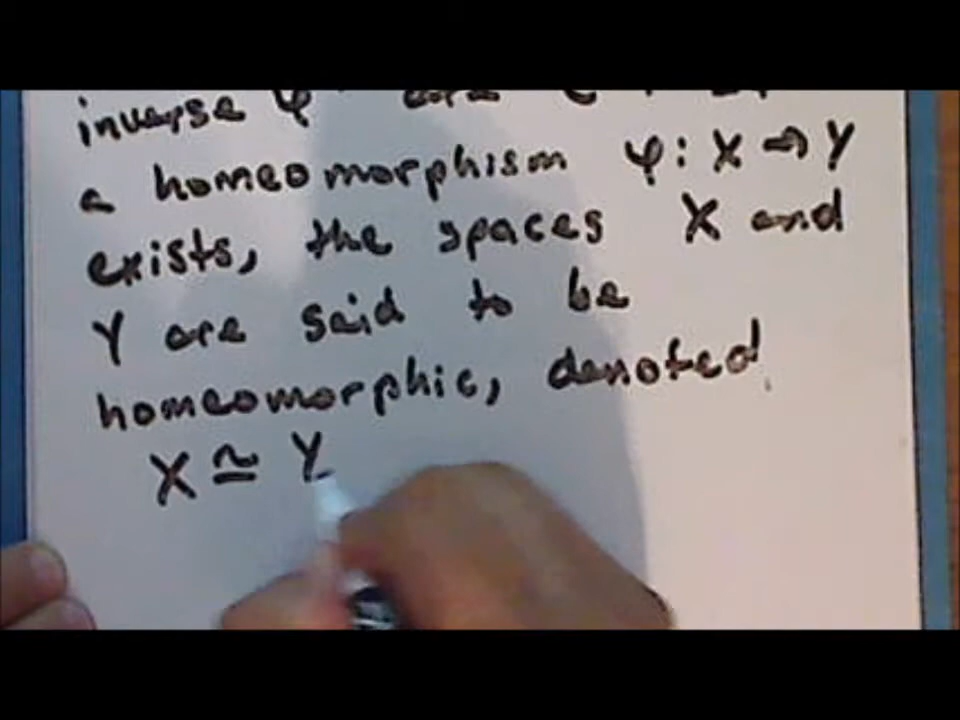 inverse φ
a homeomorphism φ: X → Y
exists, the spaces X and
Y are said to be
homeomorphic, denoted
X ≅ Y